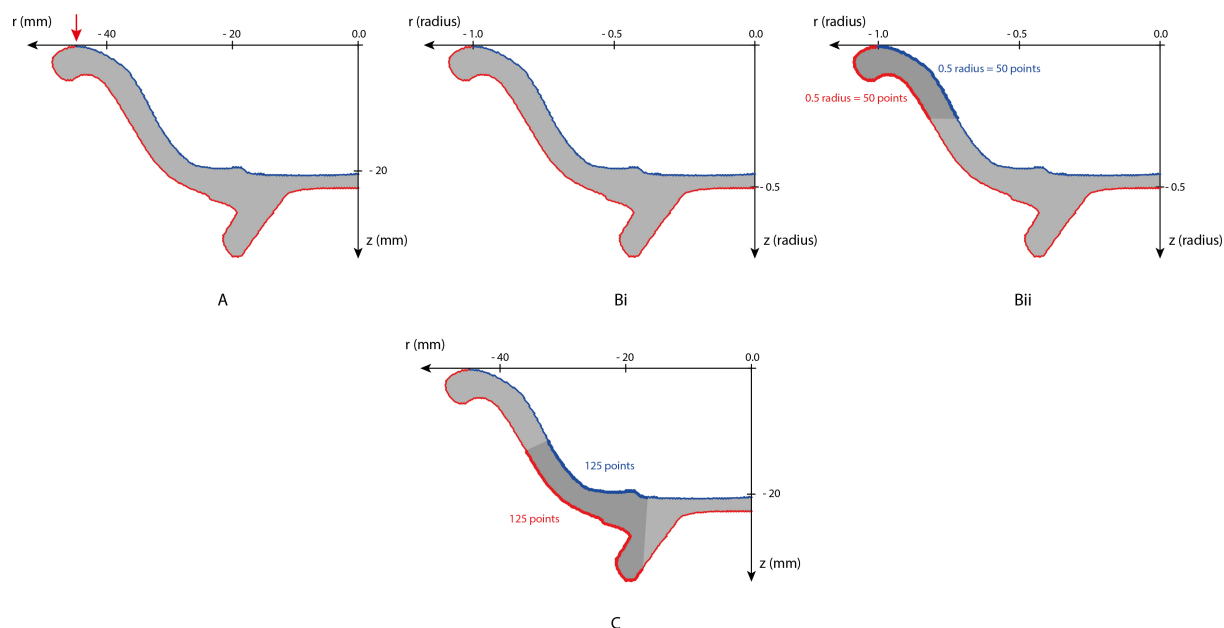 r (mm)
- 40
- 20
0.0
- 20
z (mm)
A
r (radius)
- 1.0
- 0.5
0.0
- 0.5
z (radius)
Bi
r (radius)
- 1.0
- 0.5
0.0
0.5 radius = 50 points
0.5 radius = 50 points
- 0.5
z (radius)
Bii
r (mm)
- 40
- 20
0.0
125 points
- 20
125 points
z (mm)
C